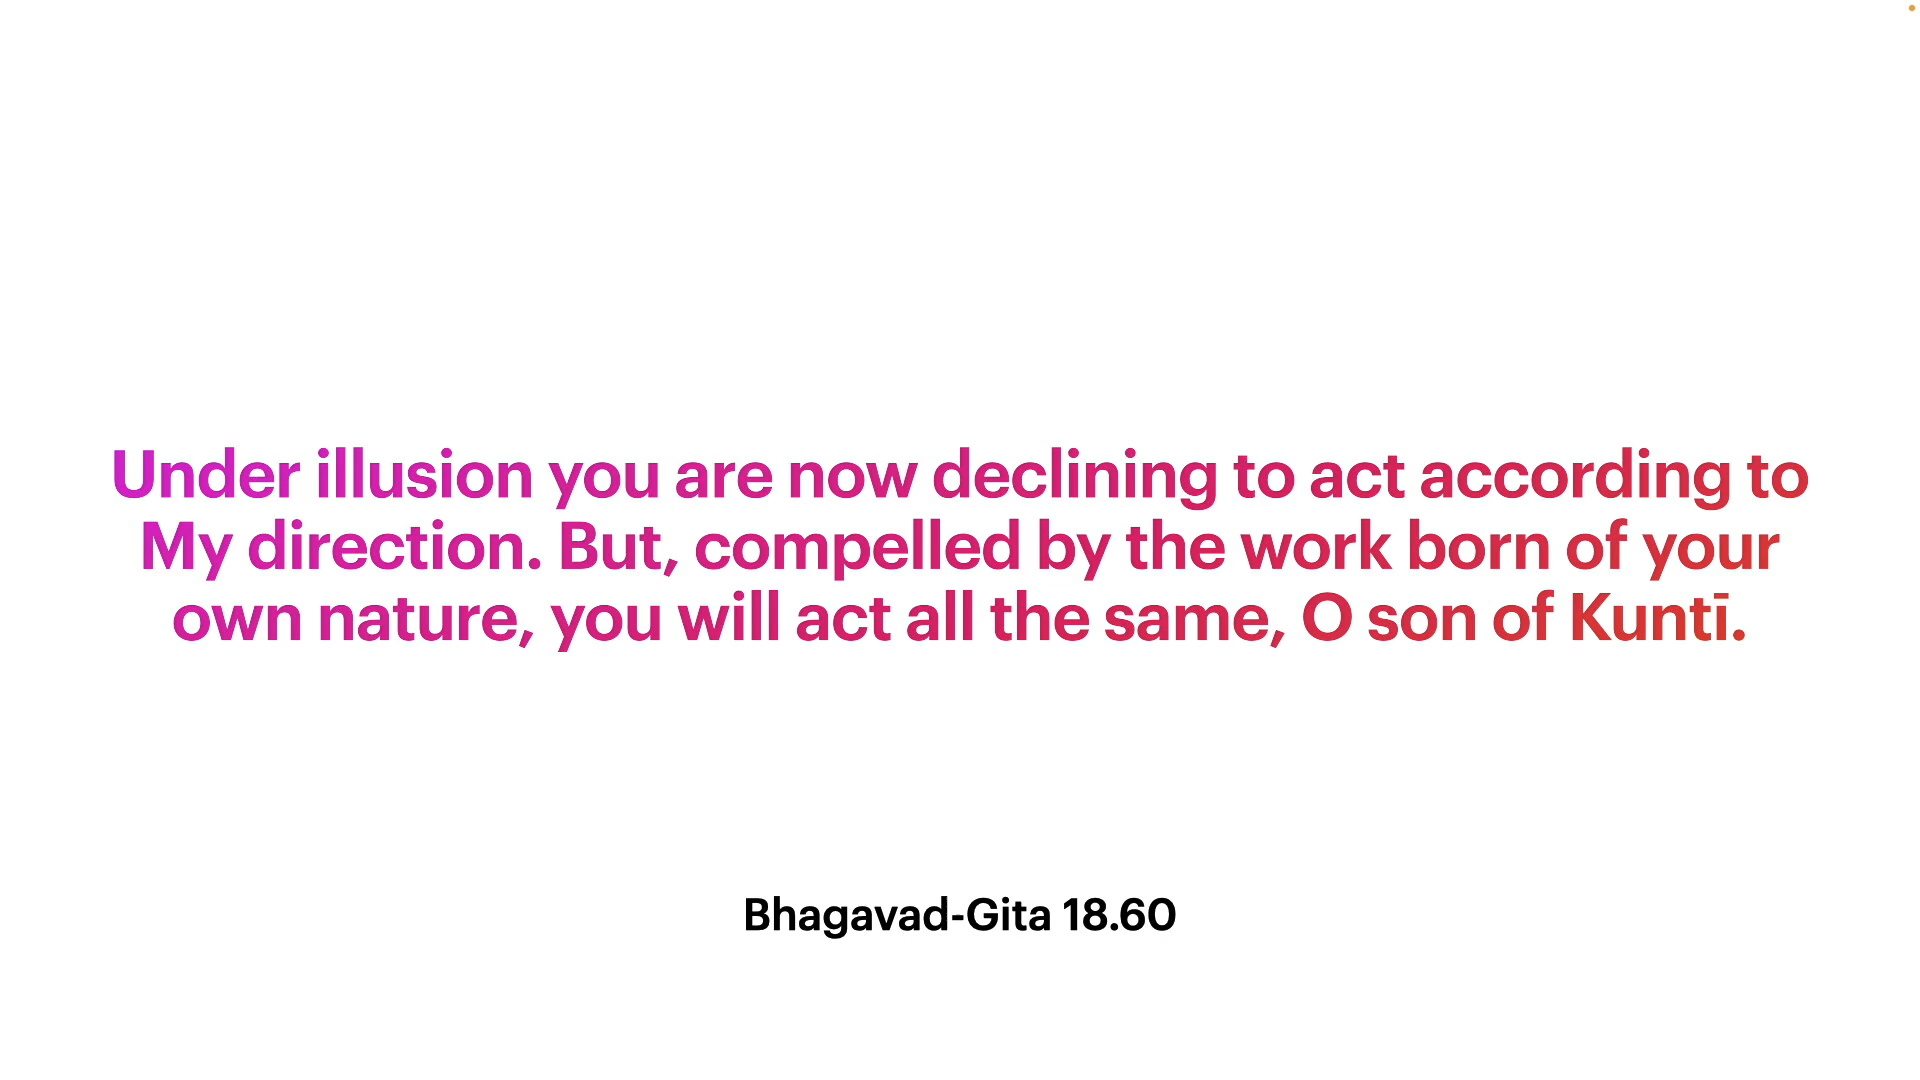 Under illusion you are now declining to act according to
My direction. But, compelled by the work born of your
own nature, you will act all the same, O son of Kuntī.
Bhagavad-Gita 18.60